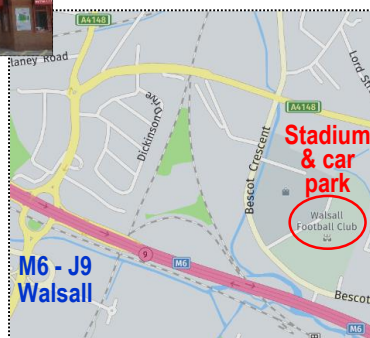 A4148
laney Road
Lord St
Dickinson Drive
A4148
Bescot Crescent
Stadium
& car
park
Walsall
Football Club
9
M6
M6 - J9
Walsall
Bescot
M6